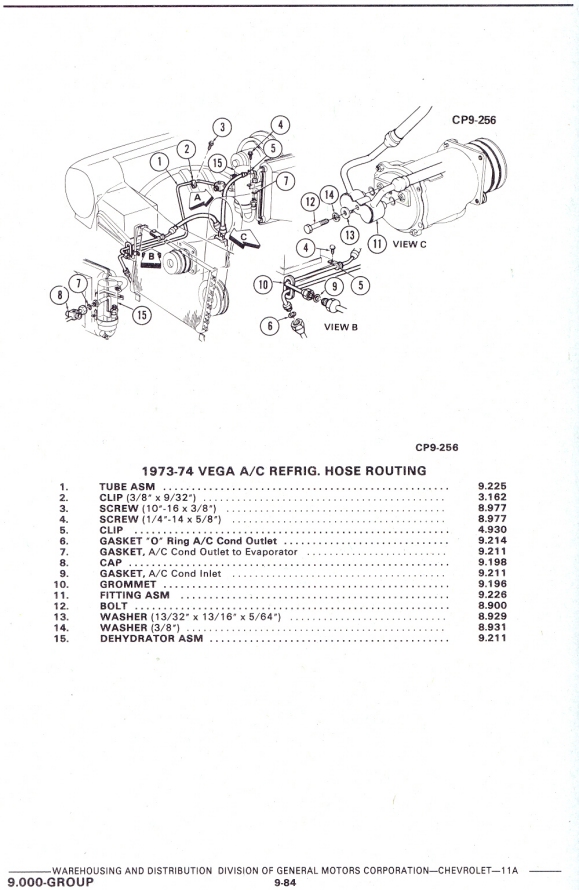 CP9-256
3
4
2
5
1
15
7
A
14
12
C
13
11
VIEW C
B
4
7
10
9
5
8
15
6
VIEW B
CP9-256
1973-74 VEGA A/C REFRIG. HOSE ROUTING
1. TUBE ASM 9.225
2. CLIP (3/8" x 9/32") 3.162
3. SCREW (10"-16 x 3/8") 8.977
4. SCREW (1/4"-14 x 5/8") 8.977
5. CLIP 4.930
6. GASKET "O" Ring A/C Cond Outlet 9.214
7. GASKET, A/C Cond Outlet to Evaporator 9.211
8. CAP 9.198
9. GASKET, A/C Cond Inlet 9.211
10. GROMMET 9.196
11. FITTING ASM 9.226
12. BOLT 8.900
13. WASHER (13/32" x 13/16" x 5/64") 8.929
14. WASHER (3/8") 8.931
15. DEHYDRATOR ASM 9.211
WAREHOUSING AND DISTRIBUTION DIVISION OF GENERAL MOTORS CORPORATION—CHEVROLET—11A
9.000-GROUP 9-84